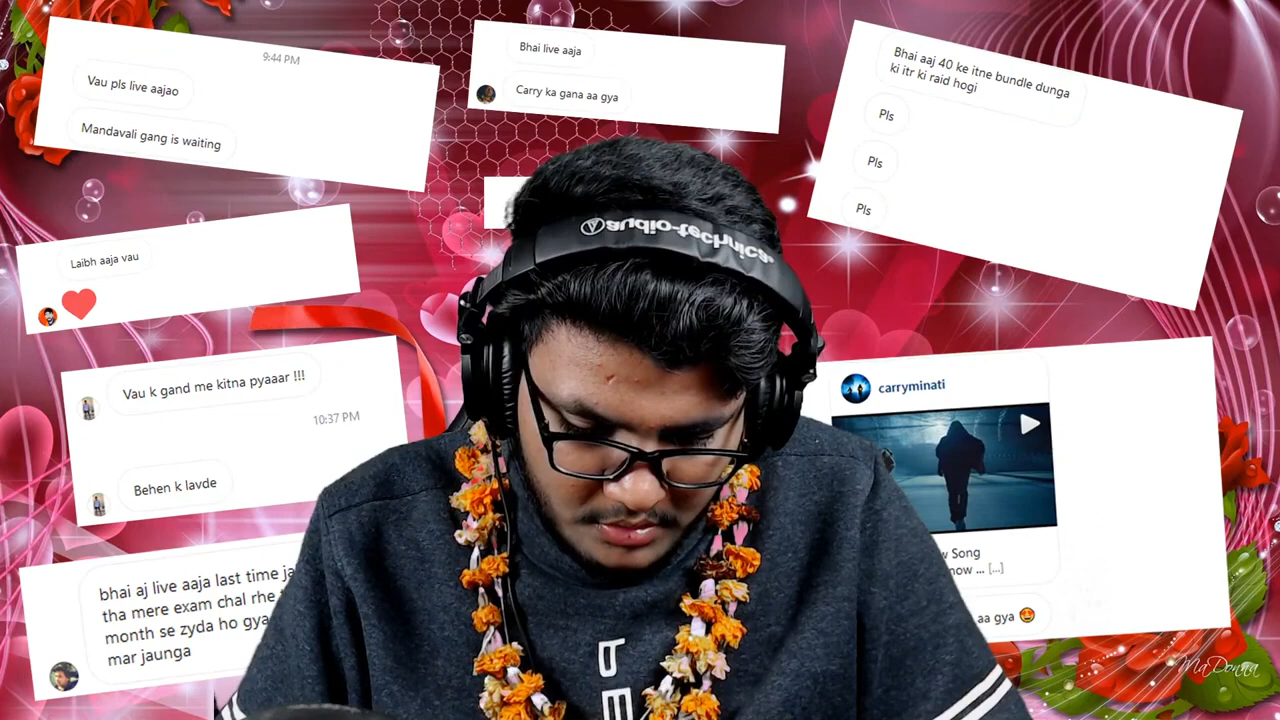 9:44 PM
Vau pls live aajao
Mandavali gang is waiting
Bhai live aaja
Carry ka gana aa gya
Bhai aaj 40 ke itne bundle dunga
ki itr ki raid hogi
Pls
Pls
Pls
Laibh aaja vau
audio-technica
Vau k gand me kitna pyaaar !!!
10:37 PM
Behen k lavde
carryminati
Song
now ... [...]
aa gya 😍
bhai aj live aaja last time
tha mere exam chal rhe
month se zyda ho gya
mar jaunga
MaDonna